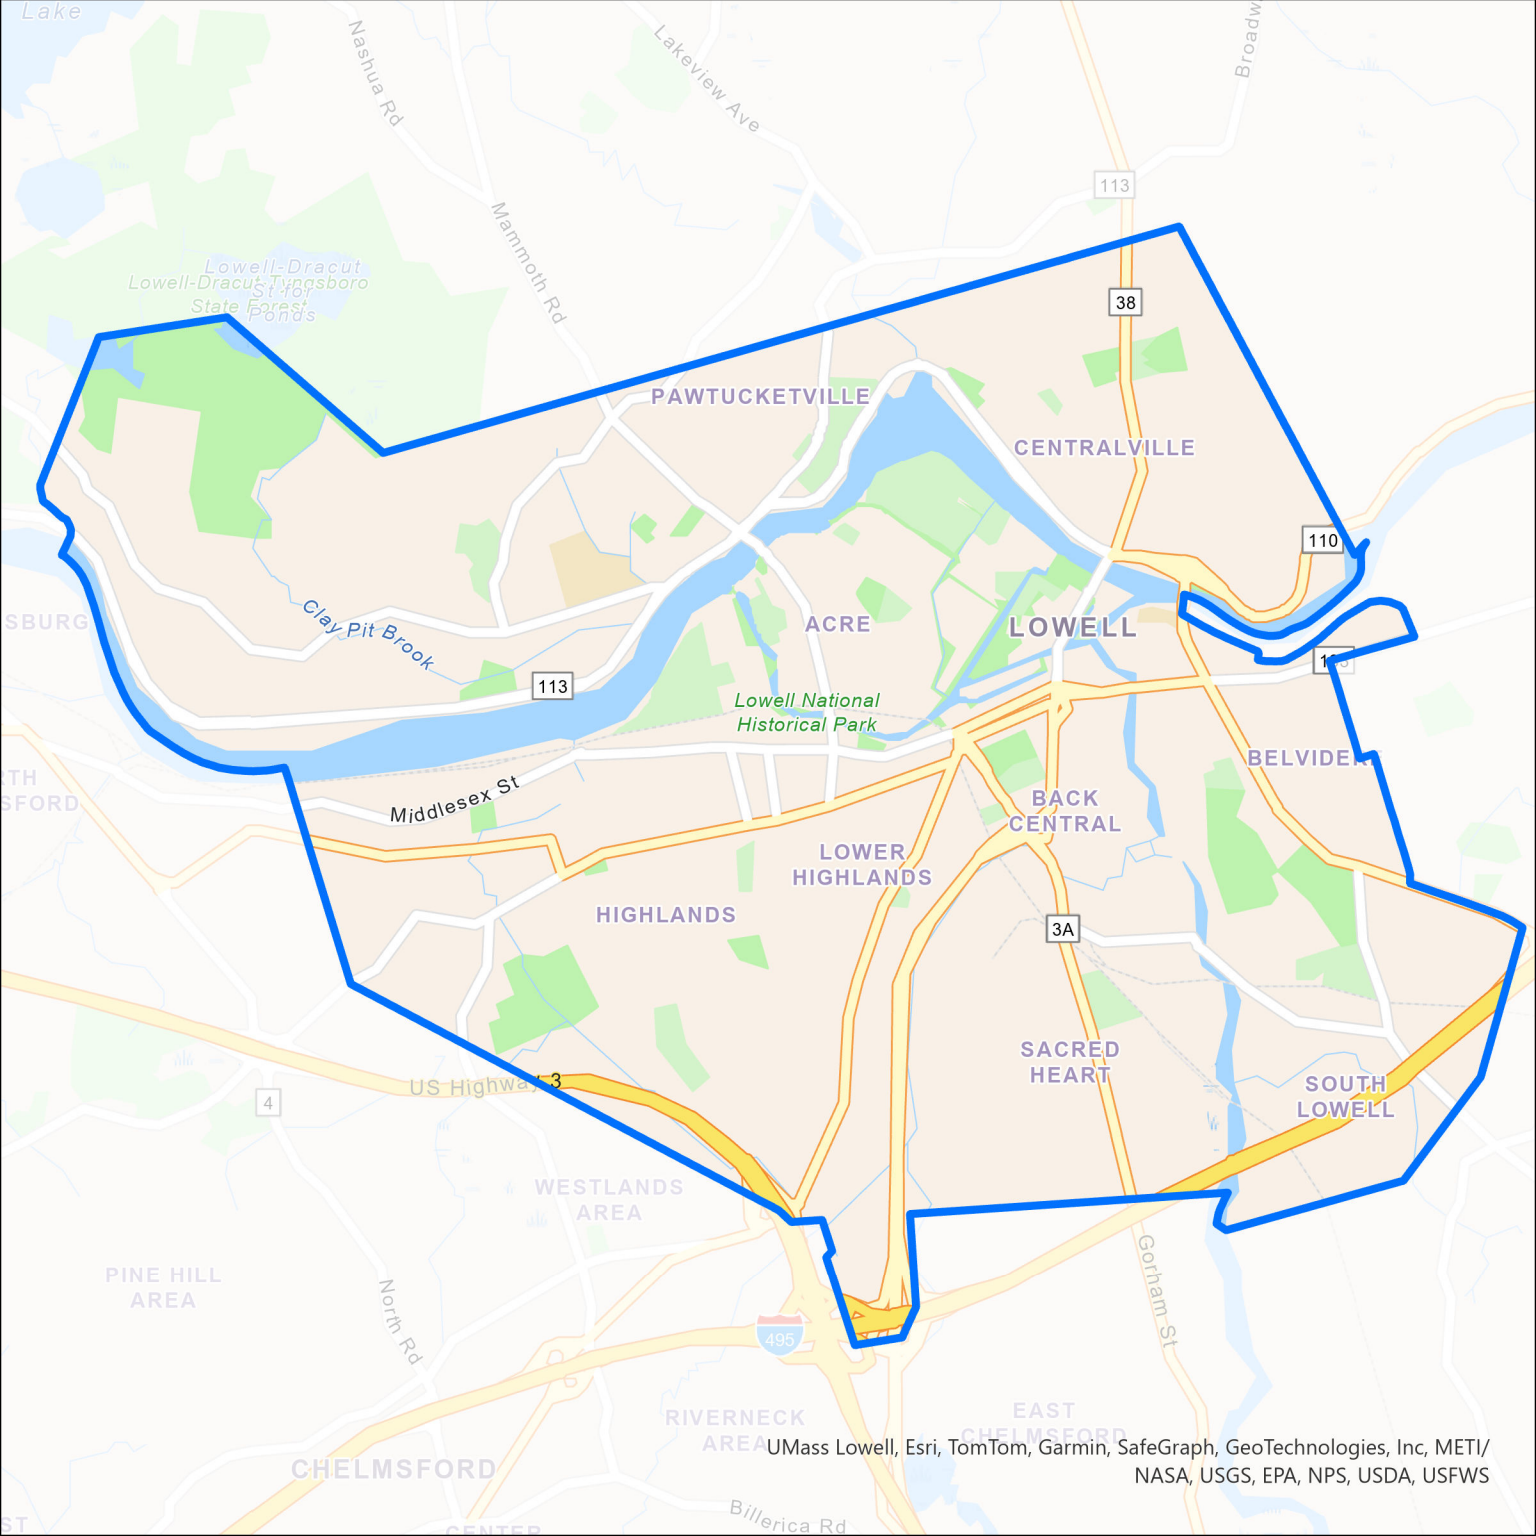 Lake
Nashua Rd
Lakeview Ave
Broadw
113
Mammoth Rd
Lowell-Dracut
Lowell-Dracut Tyngsboro
St for
State Forest
Ponds
38
PAWTUCKETVILLE
CENTRALVILLE
110
SBURG
Clay Pit Brook
ACRE
LOWELL
113
Lowell National
Historical Park
BELVIDER
RTH
SFORD
Middlesex St
BACK
CENTRAL
LOWER
HIGHLANDS
HIGHLANDS
3A
SACRED
HEART
SOUTH
LOWELL
US Highway 3
4
WESTLANDS
AREA
PINE HILL
AREA
North Rd
Gorham St
495
RIVERNECK
AREA
EAST
CHELMSFORD
UMass Lowell, Esri, TomTom, Garmin, SafeGraph, GeoTechnologies, Inc, METI/
NASA, USGS, EPA, NPS, USDA, USFWS
CHELMSFORD
Billerica Rd
ST
CENTER